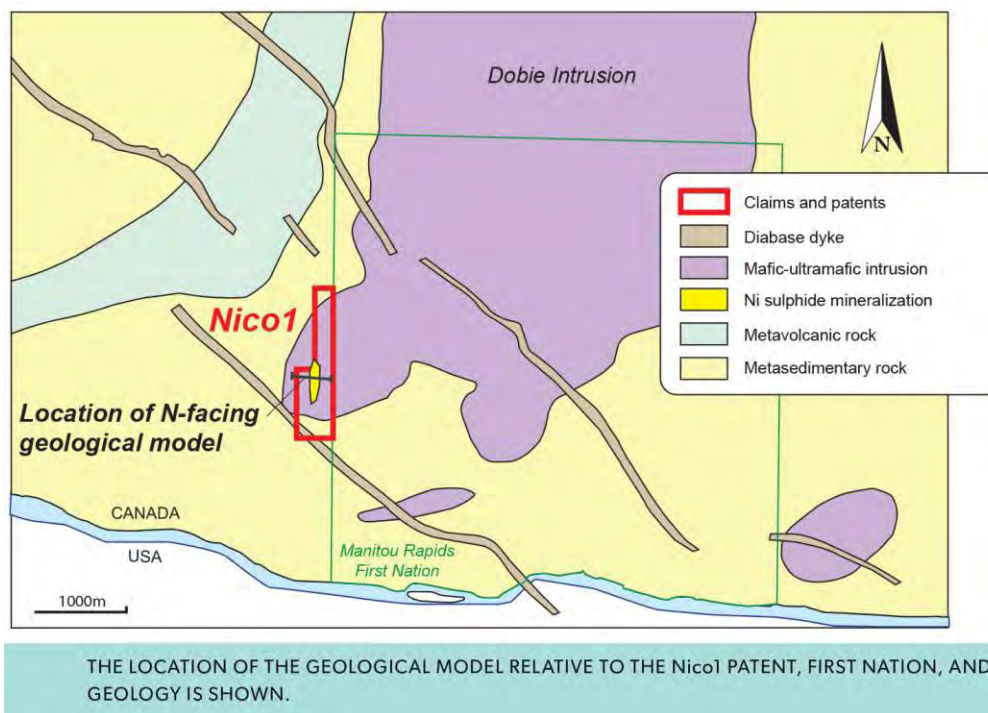 Dobie Intrusion
N
Claims and patents
Diabase dyke
Mafic-ultramafic intrusion
Ni sulphide mineralization
Metavolcanic rock
Metasedimentary rock
Nico1
Location of N-facing
geological model
CANADA
USA
Manitou Rapids
First Nation
1000m
THE LOCATION OF THE GEOLOGICAL MODEL RELATIVE TO THE Nico1 PATENT, FIRST NATION, AND
GEOLOGY IS SHOWN.